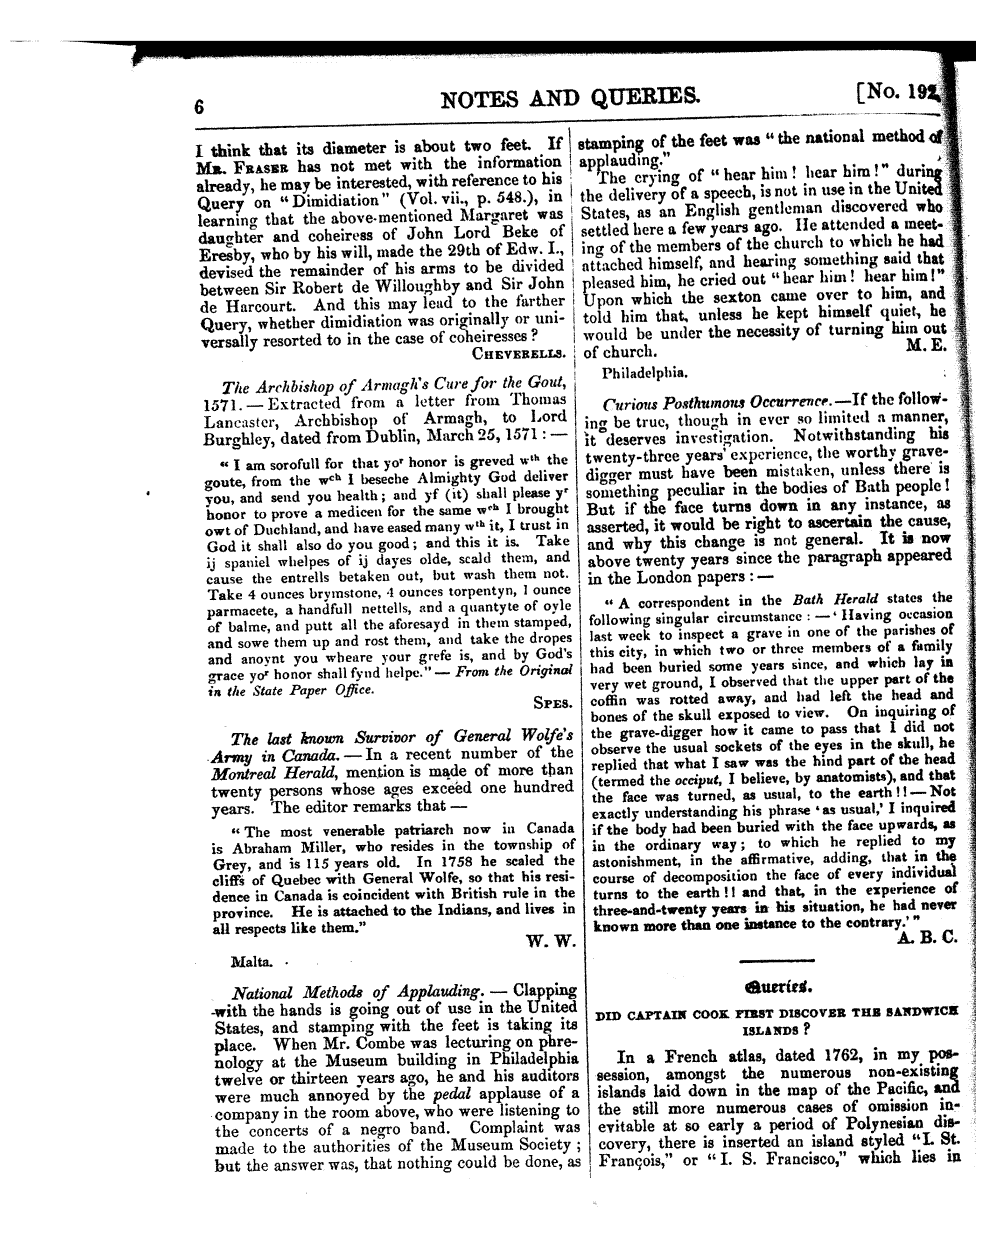 6
NOTES AND QUERIES.
[No. 192.
I think that its diameter is about two feet. If
MR. FRASER has not met with the information
already, he may be interested, with reference to his
Query on "Dimidiation" (Vol. vii., p. 548.), in
learning that the above-mentioned Margaret was
daughter and coheiress of John Lord Beke of
Eresby, who by his will, made the 29th of Edw. I.,
devised the remainder of his arms to be divided
between Sir Robert de Willoughby and Sir John
de Harcourt. And this may lead to the farther
Query, whether dimidiation was originally or uni-
versally resorted to in the case of coheiresses?
CHEVERELLS.
The Archbishop of Armagh's Cure for the Gout,
1571. — Extracted from a letter from Thomas
Lancaster, Archbishop of Armagh, to Lord
Burghley, dated from Dublin, March 25, 1571: —
"I am sorofull for that yoʳ honor is greved wᵗʰ the
goute, from the wᶜʰ I beseche Almighty God deliver
you, and send you health; and yf (it) shall please yʳ
honor to prove a medicen for the same wᶜʰ I brought
owt of Duchland, and have eased many wᵗʰ it, I trust in
God it shall also do you good; and this it is. Take
ij spaniel whelpes of ij dayes olde, scald them, and
cause the entrells betaken out, but wash them not.
Take 4 ounces brymstone, 4 ounces torpentyn, 1 ounce
parmacete, a handfull nettells, and a quantyte of oyle
of balme, and putt all the aforesayd in them stamped,
and sowe them up and rost them, and take the dropes
and anoynt you wheare your grefe is, and by God's
grace yoʳ honor shall fynd helpe." — From the Original
in the State Paper Office.
SPES.
The last known Survivor of General Wolfe's
Army in Canada. — In a recent number of the
Montreal Herald, mention is made of more than
twenty persons whose ages exceed one hundred
years. The editor remarks that —
"The most venerable patriarch now in Canada
is Abraham Miller, who resides in the township of
Grey, and is 115 years old. In 1758 he scaled the
cliffs of Quebec with General Wolfe, so that his resi-
dence in Canada is coincident with British rule in the
province. He is attached to the Indians, and lives in
all respects like them."
W. W.
Malta.
National Methods of Applauding. — Clapping
with the hands is going out of use in the United
States, and stamping with the feet is taking its
place. When Mr. Combe was lecturing on phre-
nology at the Museum building in Philadelphia
twelve or thirteen years ago, he and his auditors
were much annoyed by the pedal applause of a
company in the room above, who were listening to
the concerts of a negro band. Complaint was
made to the authorities of the Museum Society;
but the answer was, that nothing could be done, as
stamping of the feet was "the national method of
applauding."
The crying of "hear him! hear him!" during
the delivery of a speech, is not in use in the United
States, as an English gentleman discovered who
settled here a few years ago. He attended a meet-
ing of the members of the church to which he had
attached himself, and hearing something said that
pleased him, he cried out "hear him! hear him!"
Upon which the sexton came over to him, and
told him that, unless he kept himself quiet, he
would be under the necessity of turning him out
of church.
M. E.
Philadelphia.
Curious Posthumous Occurrence. — If the follow-
ing be true, though in ever so limited a manner,
it deserves investigation. Notwithstanding his
twenty-three years' experience, the worthy grave-
digger must have been mistaken, unless there is
something peculiar in the bodies of Bath people!
But if the face turns down in any instance, as
asserted, it would be right to ascertain the cause,
and why this change is not general. It is now
above twenty years since the paragraph appeared
in the London papers: —
"A correspondent in the Bath Herald states the
following singular circumstance: — 'Having occasion
last week to inspect a grave in one of the parishes of
this city, in which two or three members of a family
had been buried some years since, and which lay in
very wet ground, I observed that the upper part of the
coffin was rotted away, and had left the head and
bones of the skull exposed to view. On inquiring of
the grave-digger how it came to pass that I did not
observe the usual sockets of the eyes in the skull, he
replied that what I saw was the hind part of the head
(termed the occiput, I believe, by anatomists), and that
the face was turned, as usual, to the earth!! — Not
exactly understanding his phrase 'as usual,' I inquired
if the body had been buried with the face upwards, as
in the ordinary way; to which he replied to my
astonishment, in the affirmative, adding, that in the
course of decomposition the face of every individual
turns to the earth!! and that, in the experience of
three-and-twenty years in his situation, he had never
known more than one instance to the contrary.'"
A. B. C.
Queries.
DID CAPTAIN COOK FIRST DISCOVER THE SANDWICH
ISLANDS?
In a French atlas, dated 1762, in my pos-
session, amongst the numerous non-existing
islands laid down in the map of the Pacific, and
the still more numerous cases of omission in-
evitable at so early a period of Polynesian dis-
covery, there is inserted an island styled "I. St.
François," or "I. S. Francisco," which lies in